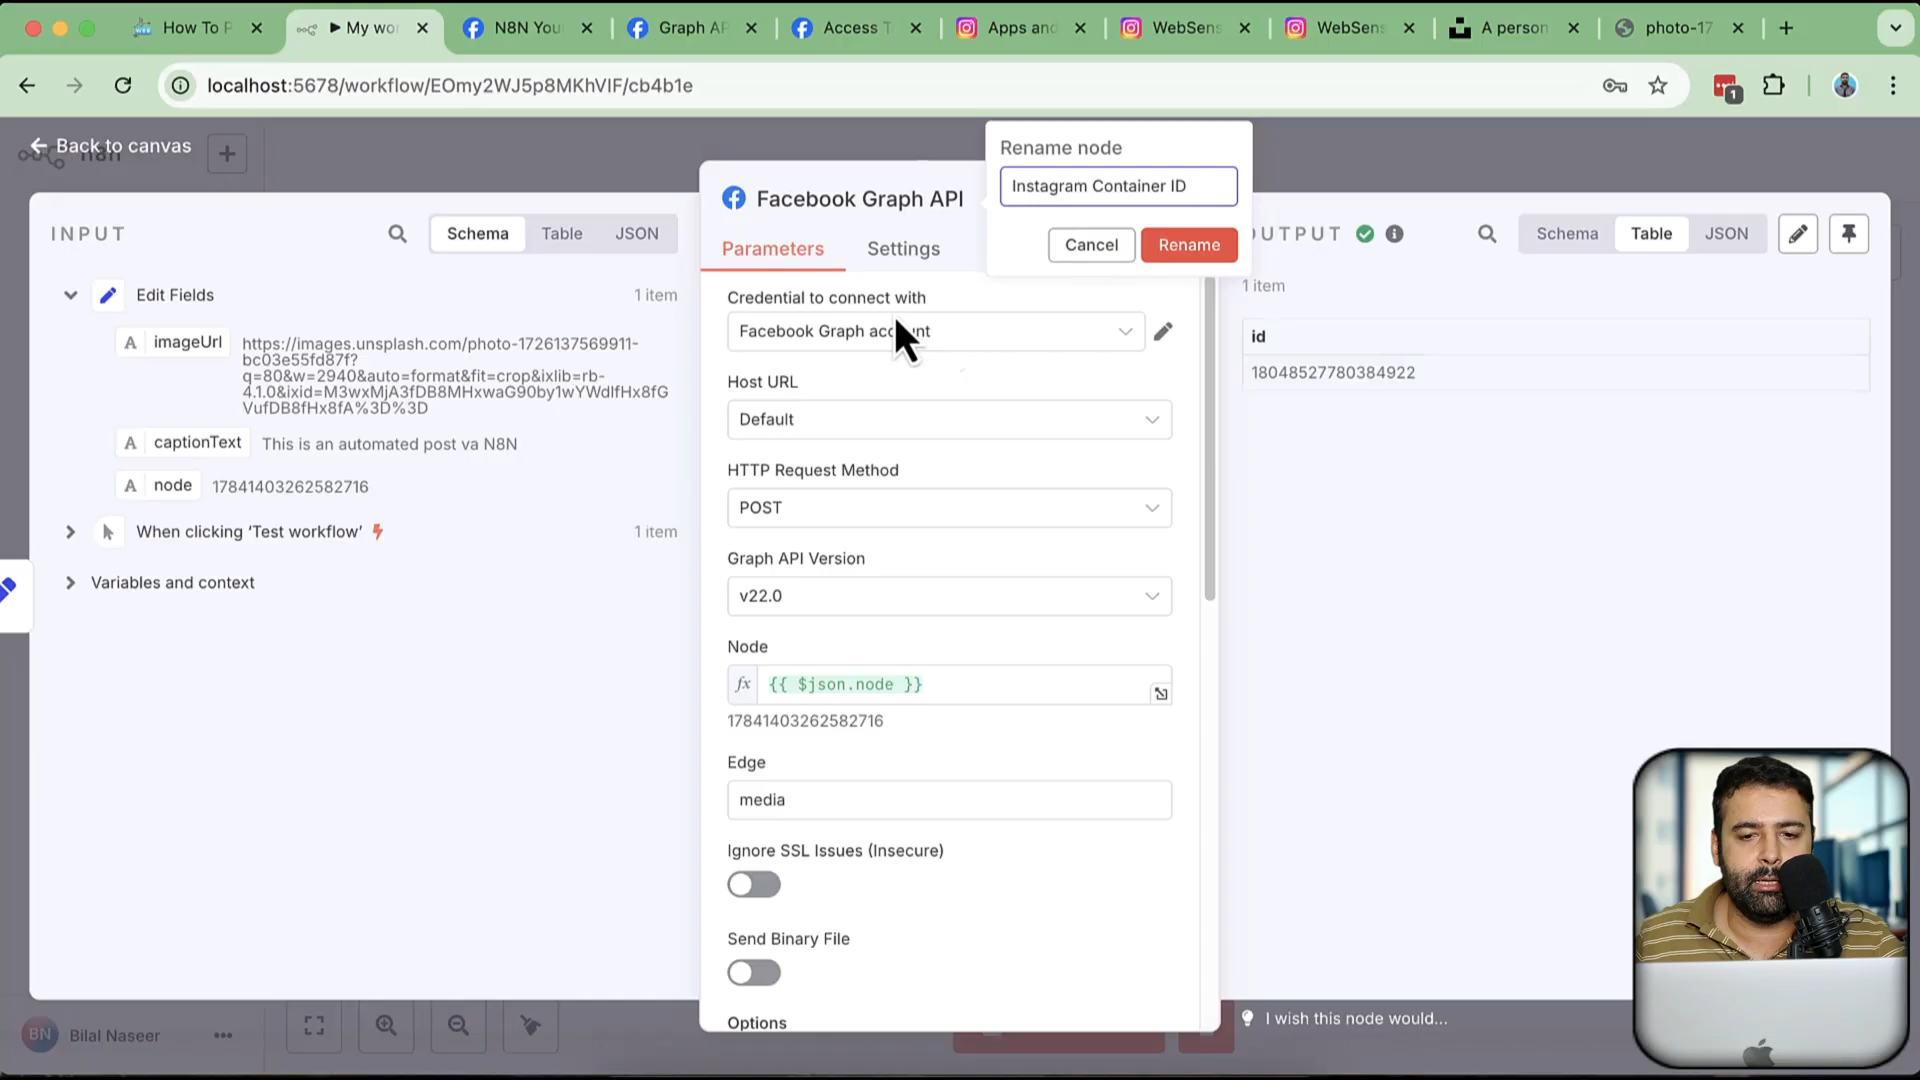 How To P
My wo
N8N You
Graph AP
Access T
Apps and
WebSens
WebSens
A person
photo-17
localhost:5678/workflow/EOmy2WJ5p8MKhVIF/cb4b1e
1
Back to canvas
n8n
Rename node
Instagram Container ID
Cancel
Rename
Facebook Graph API
Parameters
Settings
INPUT
Schema
Table
JSON
Edit Fields
1 item
A imageUrl
https://images.unsplash.com/photo-1726137569911-
bc03e55fd87f?
q=80&w=2940&auto=format&fit=crop&ixlib=rb-
4.1.0&ixid=M3wxMjA3fDB8MHxwaG90by1wYWdlfHx8fG
VufDB8fHx8fA%3D%3D
A captionText
This is an automated post va N8N
A node
17841403262582716
When clicking ‘Test workflow’
1 item
Variables and context
Credential to connect with
Facebook Graph account
Host URL
Default
HTTP Request Method
POST
Graph API Version
v22.0
Node
fx {{ $json.node }}
17841403262582716
Edge
media
Ignore SSL Issues (Insecure)
Send Binary File
Options
UTPUT
Schema
Table
JSON
1 item
id
18048527780384922
BN Bilal Naseer
I wish this node would...